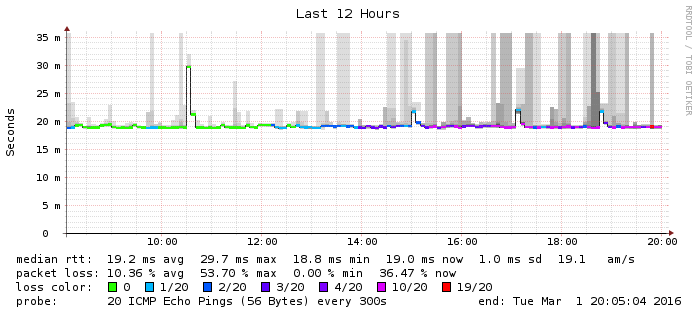 Last 12 Hours
RRDTOOL / TOBI OETIKER
Seconds
35 m
30 m
25 m
20 m
15 m
10 m
5 m
0
10:00 12:00 14:00 16:00 18:00 20:00
median rtt: 19.2 ms avg 29.7 ms max 18.8 ms min 19.0 ms now 1.0 ms sd 19.1 am/s
packet loss: 10.36 % avg 53.70 % max 0.00 % min 36.47 % now
loss color: 0 1/20 2/20 3/20 4/20 10/20 19/20
probe: 20 ICMP Echo Pings (56 Bytes) every 300s end: Tue Mar 1 20:05:04 2016